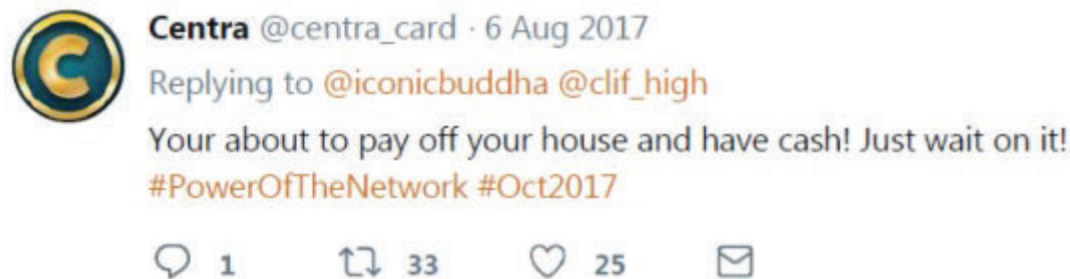 Centra @centra_card · 6 Aug 2017
Replying to @iconicbuddha @clif_high
Your about to pay off your house and have cash! Just wait on it!
#PowerOfTheNetwork #Oct2017
1 33 25